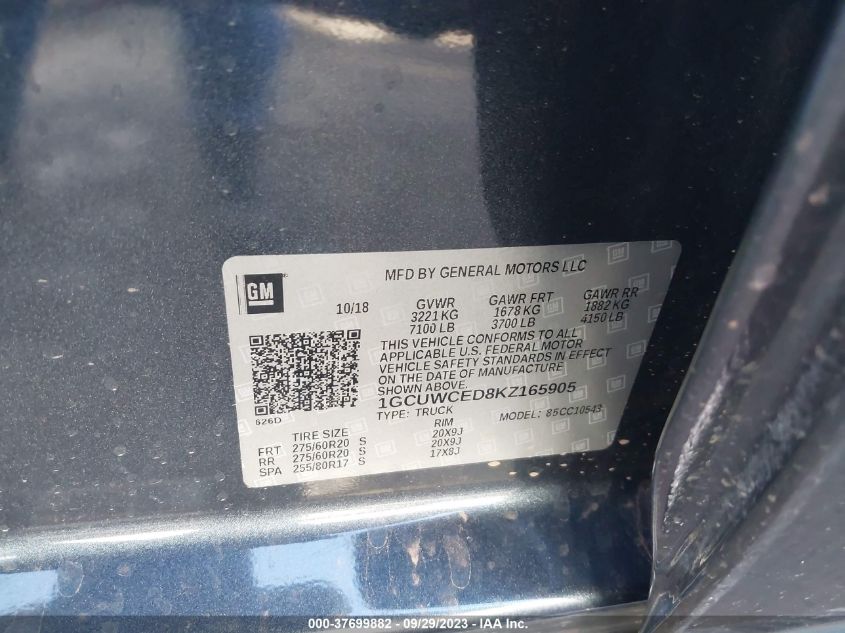 MFD BY GENERAL MOTORS LLC
GM
10/18
GVWR GAWR FRT GAWR RR
3221 KG 1678 KG 1882 KG
7100 LB 3700 LB 4150 LB
THIS VEHICLE CONFORMS TO ALL
APPLICABLE U.S. FEDERAL MOTOR
VEHICLE SAFETY STANDARDS IN EFFECT
ON THE DATE OF MANUFACTURE
SHOWN ABOVE.
1GCUWCED8KZ165905
TYPE: TRUCK MODEL: 85CC10543
526D
TIRE SIZE RIM
FRT 275/60R20 S 20X9J
RR 275/60R20 S 20X9J
SPA 255/80R17 S 17X8J
000-37699882 - 09/29/2023 - IAA Inc.